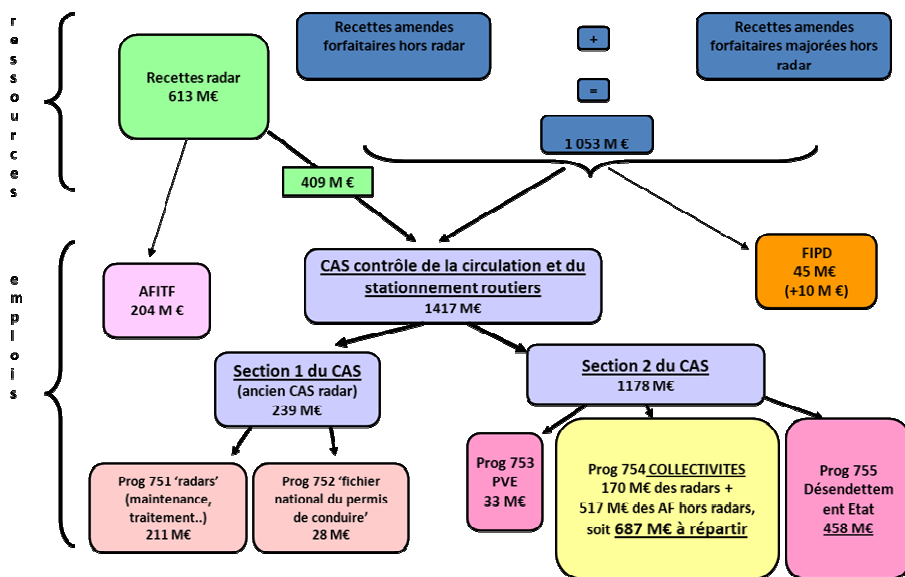 ressources
Recettes amendes
forfaitaires hors radar
+
Recettes amendes
forfaitaires majorées hors
radar
Recettes radar
613 M€
=
1 053 M €
409 M €
emplois
AFITF
204 M €
CAS contrôle de la circulation et du
stationnement routiers
1417 M€
FIPD
45 M€
(+10 M €)
Section 1 du CAS
(ancien CAS radar)
239 M€
Section 2 du CAS
1178 M€
Prog 751 ‘radars’
(maintenance,
traitement..)
211 M€
Prog 752 ‘fichier
national du permis
de conduire’
28 M€
Prog 753
PVE
33 M€
Prog 754 COLLECTIVITES
170 M€ des radars +
517 M€ des AF hors radars,
soit 687 M€ à répartir
Prog 755
Désendettem
ent Etat
458 M€